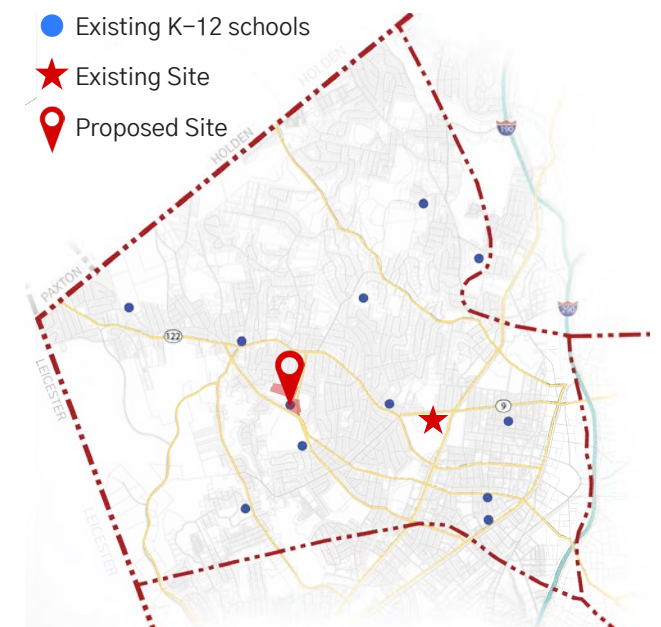 Existing K-12 schools
Existing Site
Proposed Site
HOLDEN
HOLDEN
190
PAXTON
122
290
LEICESTER
9
LEICESTER